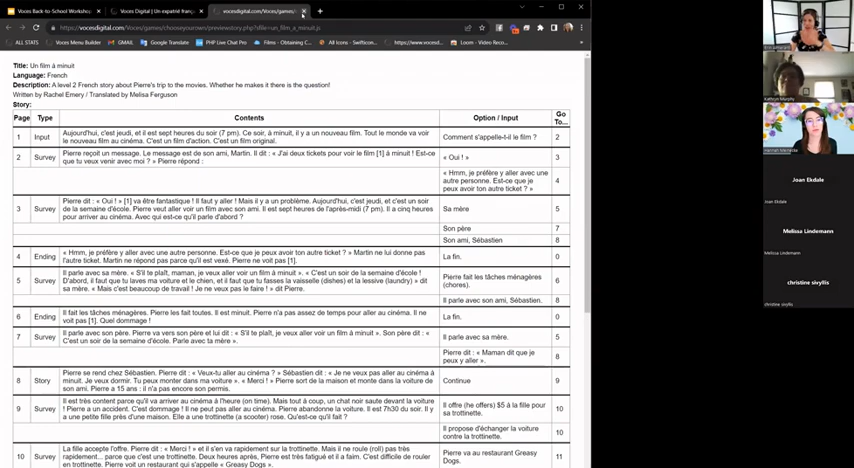 Voces Back-to-School Workshop
Voces Digital | Un expatrié franç
vocesdigital.com/Voces/games/
https://vocesdigital.com/Voces/games/chooseyourown/previewstory.php?sfile=un_film_a_minuit.js
ALL STATS
Voces Menu Builder
GMAIL
Google Translate
PHP Live Chat Pro
Films : Obtaining C...
All Icons : Swifticons...
https://www.vocesd...
Loom – Video Reco...
Title: Un film à minuit
Language: French
Description: A level 2 French story about Pierre's trip to the movies. Whether he makes it there is the question!
Written by Rachel Emery / Translated by Melisa Ferguson
Story:
Page Type Contents Option / Input Go To...
1 Input Aujourd'hui, c'est jeudi, et il est sept heures du soir (7 pm). Ce soir, à minuit, il y a un nouveau film. Tout le monde va voir
le nouveau film au cinéma. C'est un film d'action. C'est un film original. Comment s'appelle-t-il le film ? 2
2 Survey Pierre reçoit un message. Le message est de son ami, Martin. Il dit : « J'ai deux tickets pour voir le film [1] à minuit ! Est-ce
que tu veux venir avec moi ? » Pierre répond : « Oui ! » 3
« Hmm, je préfère y aller avec une
autre personne. Est-ce que je
peux avoir ton autre ticket ? » 4
3 Survey Pierre dit : « Oui ! » [1] va être fantastique ! Il faut y aller ! Mais il y a un problème. Aujourd'hui, c'est jeudi, et c'est un soir
de la semaine d'école. Pierre veut aller voir un film avec son ami. Il est sept heures de l'après-midi (7 pm). Il a cinq heures
pour arriver au cinéma. Avec qui est-ce qu'il parle d'abord ? Sa mère 5
Son père 7
Son ami, Sébastien 8
4 Ending « Hmm, je préfère y aller avec une autre personne. Est-ce que je peux avoir ton autre ticket ? » Martin ne lui donne pas
l'autre ticket. Martin ne répond pas parce qu'il est vexé. Pierre ne voit pas [1]. La fin. 0
5 Survey Il parle avec sa mère. « S'il te plaît, maman, je veux aller voir un film à minuit ». « C'est un soir de la semaine d'école !
D'abord, il faut que tu laves ma voiture et le chien, et il faut que tu fasses la vaisselle (dishes) et la lessive (laundry) » dit
sa mère. « Mais c'est beaucoup de travail ! Je ne veux pas le faire ! » dit Pierre. Pierre fait les tâches ménagères
(chores). 6
Il parle avec son ami, Sébastien. 8
6 Ending Il fait les tâches ménagères. Pierre les fait toutes. Il est minuit. Pierre n'a pas assez de temps pour aller au cinéma. Il ne
voit pas [1]. Quel dommage ! La fin. 0
7 Survey Il parle avec son père. Pierre va vers son père et lui dit : « S'il te plaît, je veux aller voir un film à minuit ». Son père dit : «
C'est un soir de la semaine d'école. Parle avec ta mère ». Il parle avec sa mère. 5
Pierre dit : « Maman dit que je
peux y aller ». 8
8 Story Pierre se rend chez Sébastien. Pierre dit : « Veux-tu aller au cinéma ? » Sébastien dit : « Je ne veux pas aller au cinéma à
minuit. Je veux dormir. Tu peux monter dans ma voiture ». « Merci ! » Pierre sort de la maison et monte dans la voiture de
son ami. Pierre a 15 ans : il n'a pas encore son permis. Continue 9
9 Survey Il est très content parce qu'il va arriver au cinéma à l'heure (on time). Mais tout à coup, un chat noir saute devant la voiture
! Pierre a un accident. C'est dommage ! Il ne peut pas aller au cinéma. Pierre abandonne la voiture. Il est 7h30 du soir. Il y
a une petite fille près d'une maison. Elle a une trottinette (a scooter) rose. Qu'est-ce qu'il fait ? Il offre (he offers) $5 à la fille pour
sa trottinette. 10
Il propose d'échanger la voiture
contre la trottinette. 10
10 Survey La fille accepte l'offre. Pierre dit : « Merci ! » et il s'en va rapidement sur la trottinette. Mais il ne roule (roll) pas très
rapidement... parce que c'est une trottinette. Deux heures après, Pierre est très fatigué et il a faim. C'est difficile de rouler
en trottinette. Pierre voit un restaurant qui s'appelle « Greasy Dogs ». Pierre va au restaurant Greasy
Dogs. 11
Kathryn Murphy
Hannah
Joan Ekdale
Joan Ekdale
Melissa Lindemann
Melissa Lindemann
christine sivyllis
christine sivyllis